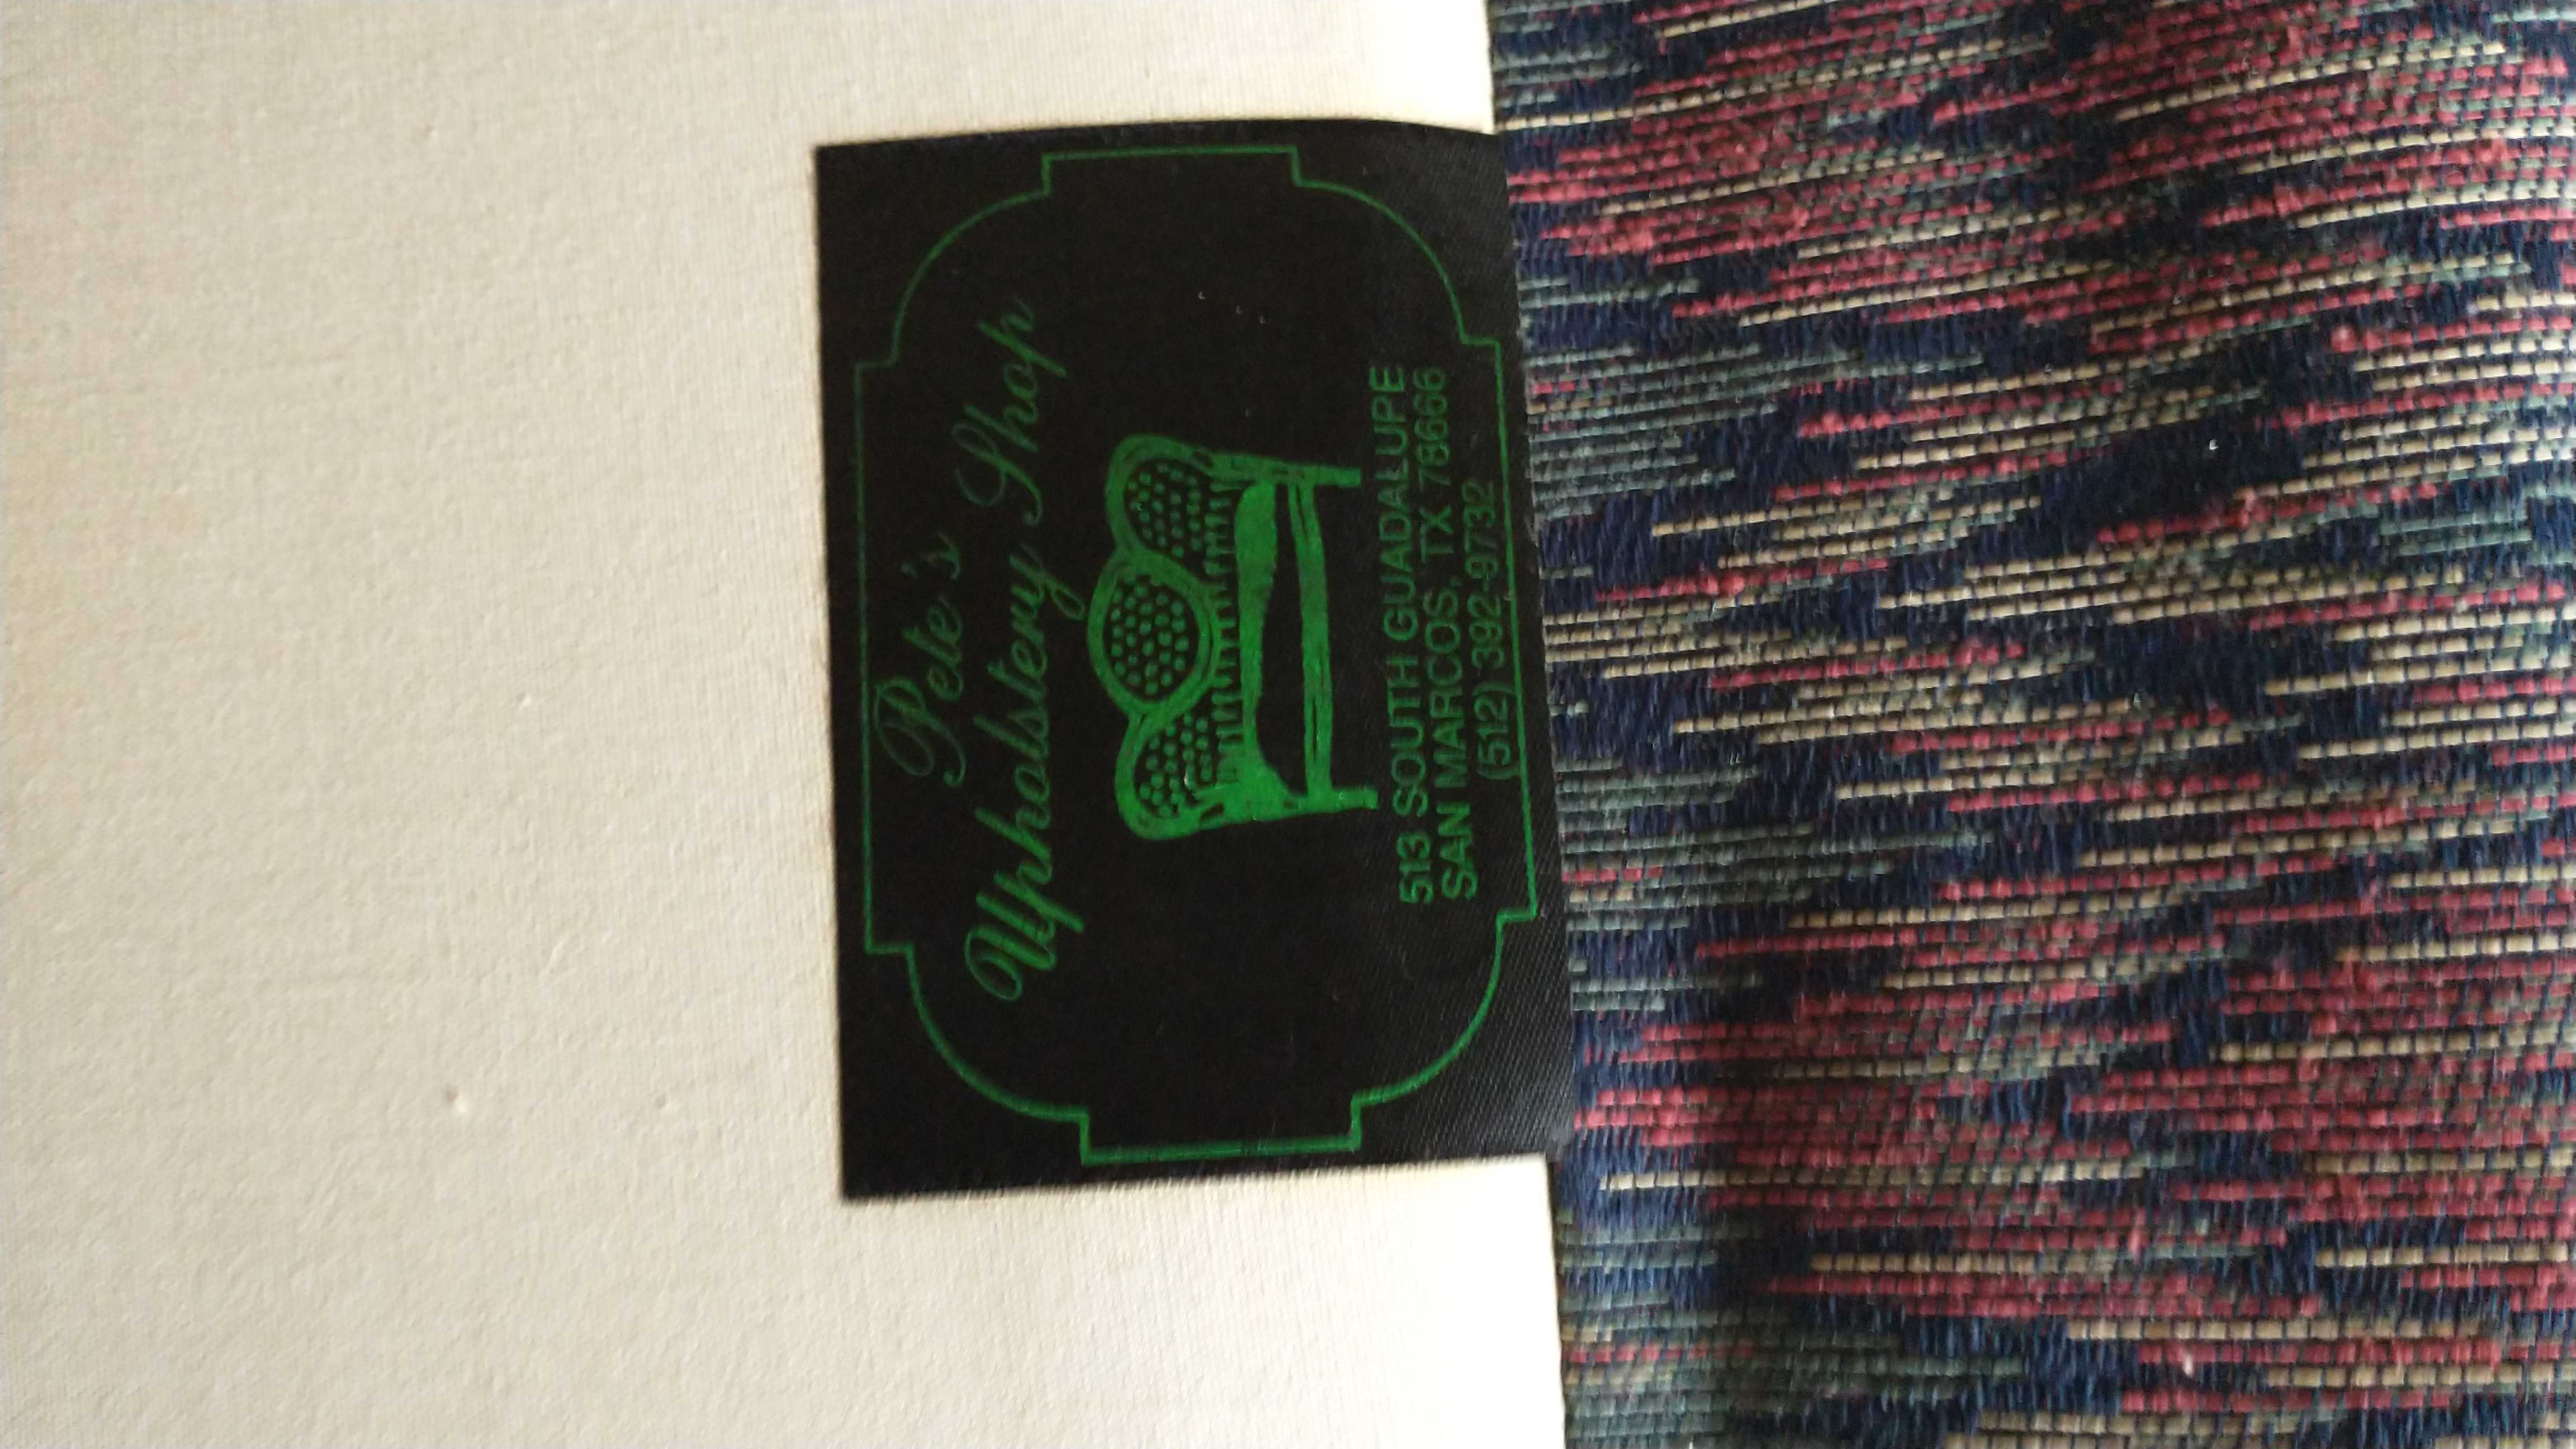 Pete's
Upholstery Shop
513 SOUTH GUADALUPE
SAN MARCOS, TX 78666
(512) 392-9732